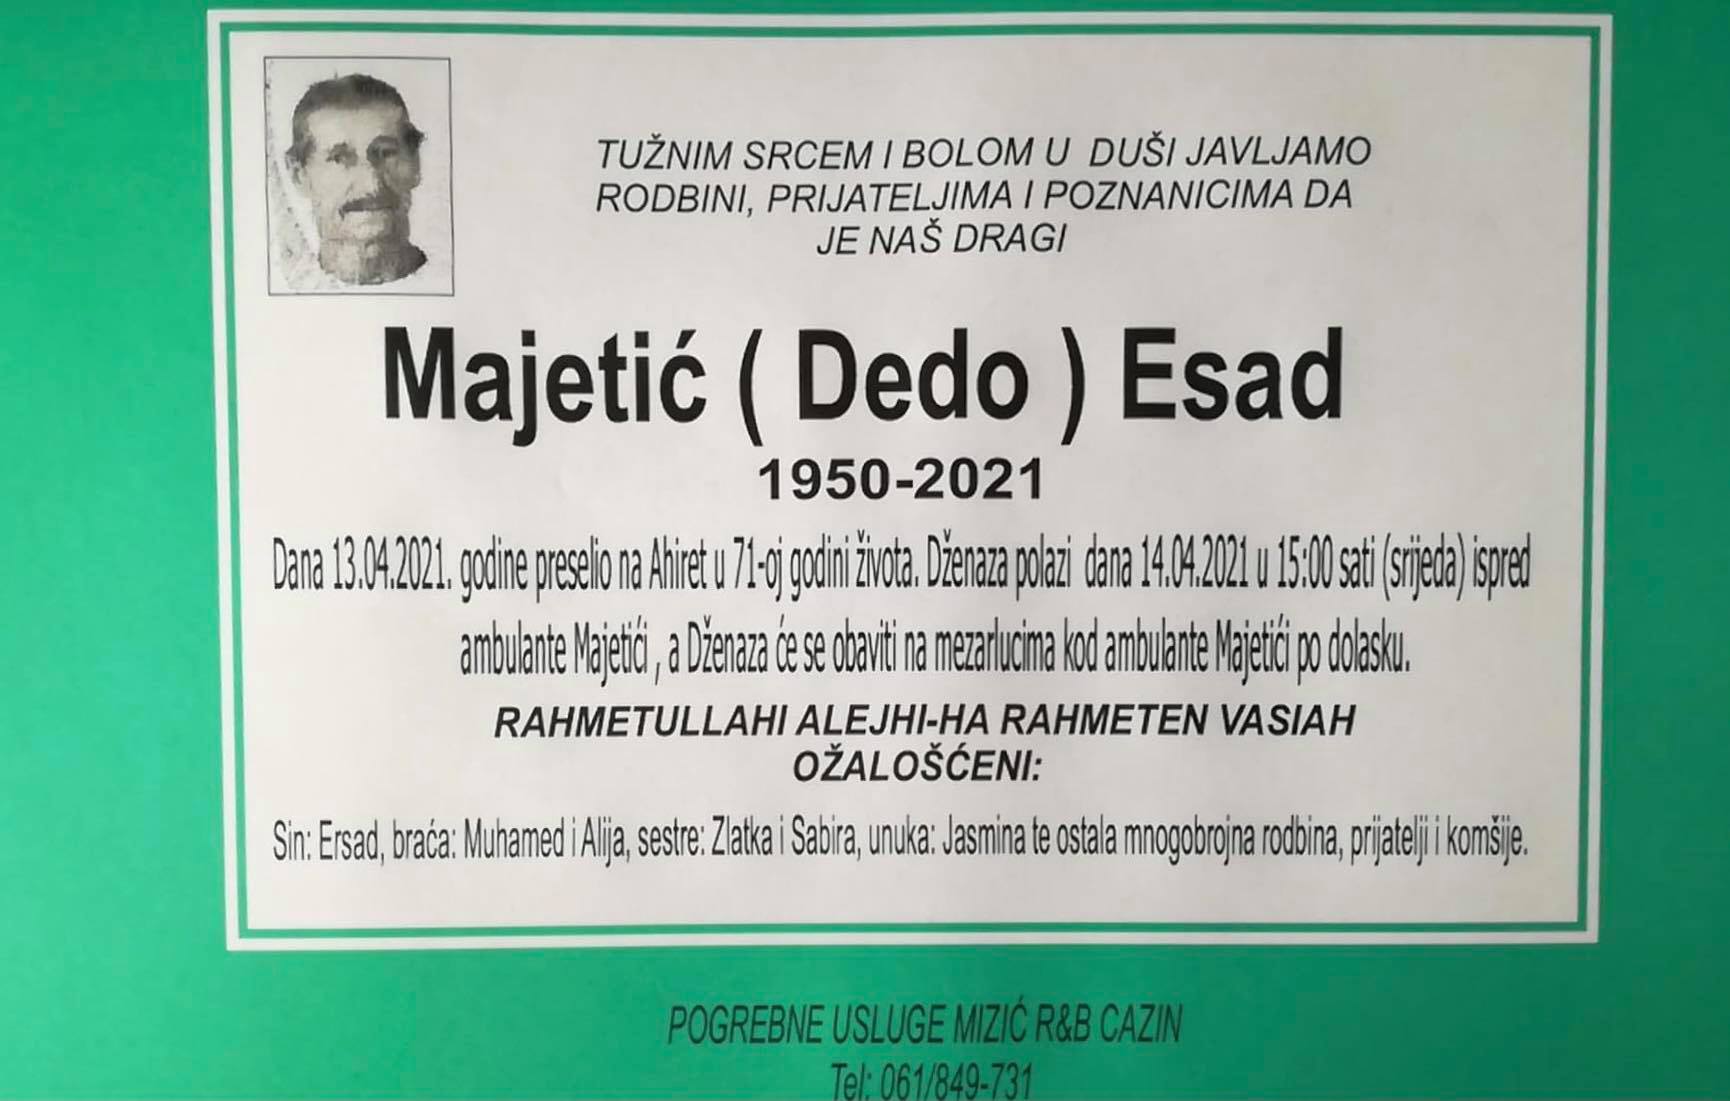 TUŽNIM SRCEM I BOLOM U DUŠI JAVLJAMO
RODBINI, PRIJATELJIMA I POZNANICIMA DA
JE NAŠ DRAGI
Majetić ( Dedo ) Esad
1950-2021
Dana 13.04.2021. godine preselio na Ahiret u 71-oj godini života. Dženaza polazi dana 14.04.2021 u 15:00 sati (srijeda) ispred
ambulante Majetići , a Dženaza će se obaviti na mezarlucima kod ambulante Majetići po dolasku.
RAHMETULLAHI ALEJHI-HA RAHMETEN VASIAH
OŽALOŠĆENI:
Sin: Ersad, braća: Muhamed i Alija, sestre: Zlatka i Sabira, unuka: Jasmina te ostala mnogobrojna rodbina, prijatelji i komšije.
POGREBNE USLUGE MIZIĆ R&B CAZIN
Tel: 061/849-731